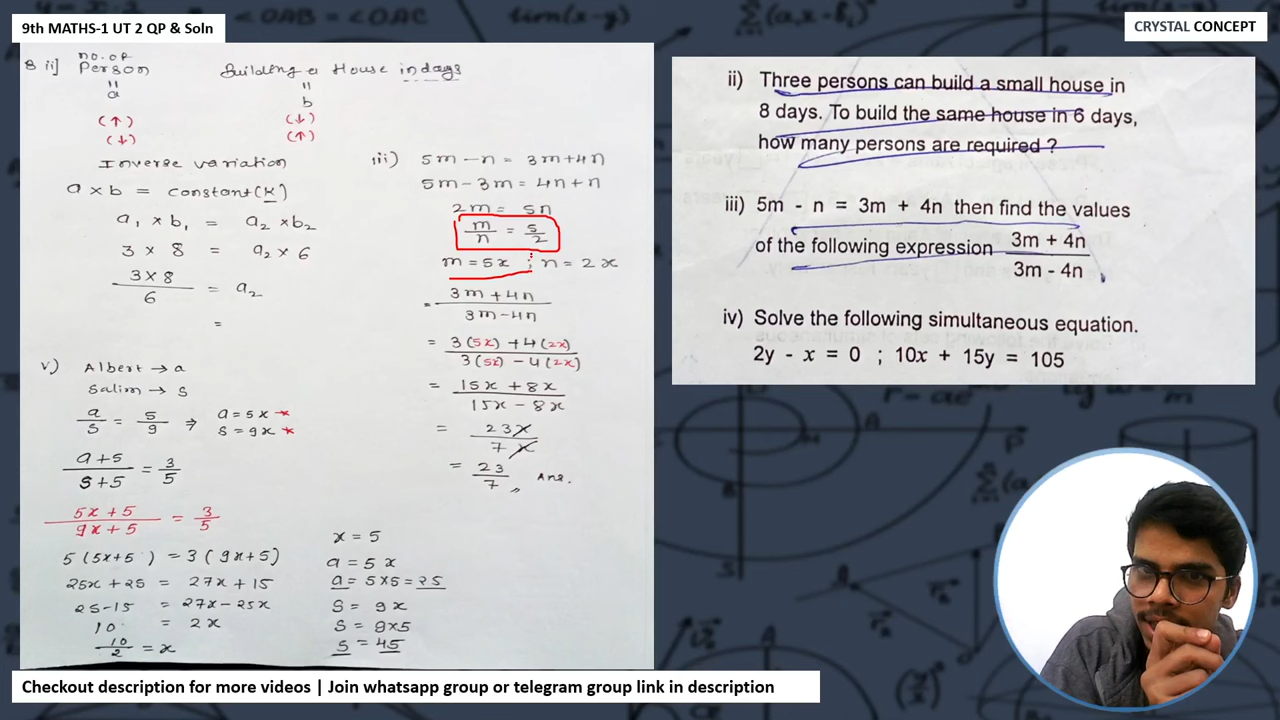 9th MATHS-1 UT 2 QP & Soln
CRYSTAL CONCEPT
8 ii] no. of Person Building a House in days
= a = b
(↑) (↓)
(↓) (↑)
Inverse variation
a × b = constant (K)
a₁ × b₁ = a₂ × b₂
3 × 8 = a₂ × 6
3 × 8 / 6 = a₂
=
iii) 5m - n = 3m + 4n
5m - 3m = 4n + n
2m = 5n
m/n = 5/2
m = 5x ; n = 2x
= 3m + 4n / 3m - 4n
= 3(5x) + 4(2x) / 3(5x) - 4(2x)
= 15x + 8x / 15x - 8x
= 23x / 7x
= 23/7 Ans.
v) Albert → a
Salim → s
a/s = 5/9 ⇒ a = 5x *
s = 9x *
a+5 / s+5 = 3/5
5x+5 / 9x+5 = 3/5
5(5x+5) = 3(9x+5)
25x + 25 = 27x + 15
25 - 15 = 27x - 25x
10 = 2x
10/2 = x
x = 5
a = 5x
a = 5×5 = 25
S = 9x
S = 9×5
S = 45
ii) Three persons can build a small house in
8 days. To build the same house in 6 days,
how many persons are required ?
iii) 5m - n = 3m + 4n then find the values
of the following expression 3m + 4n / 3m - 4n .
iv) Solve the following simultaneous equation.
2y - x = 0 ; 10x + 15y = 105
Checkout description for more videos | Join whatsapp group or telegram group link in description